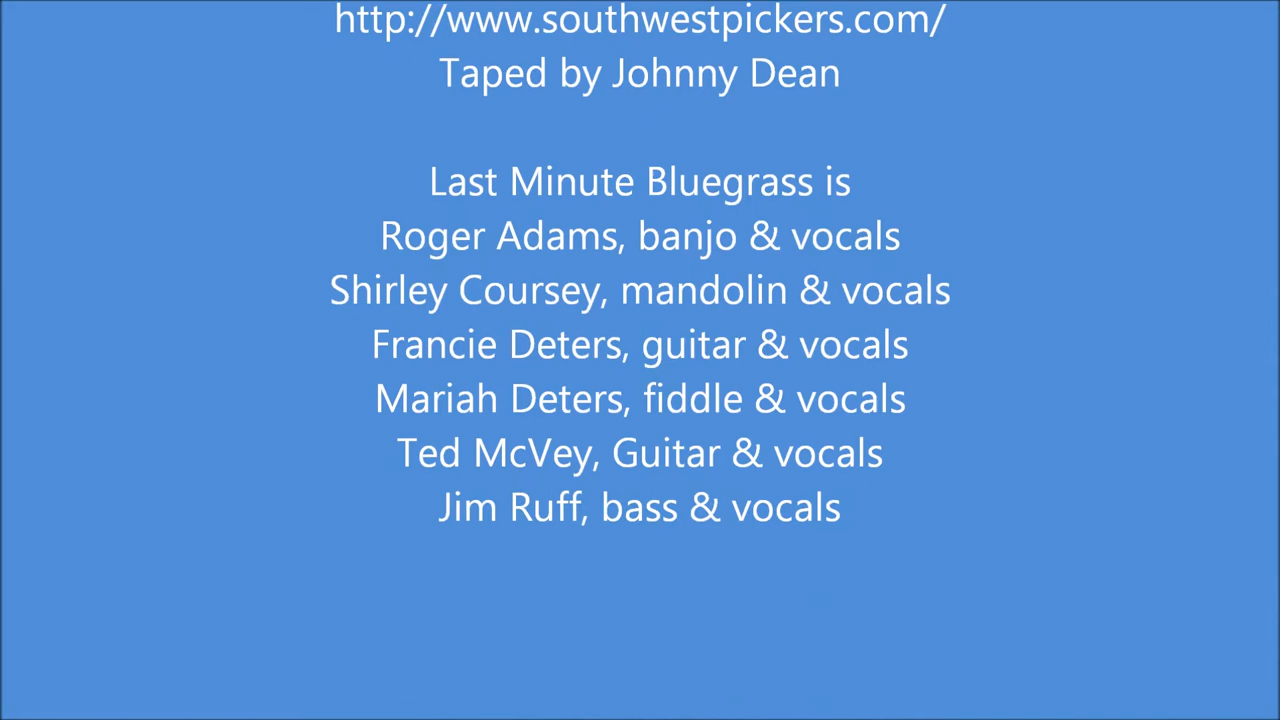 http://www.southwestpickers.com/
Taped by Johnny Dean
Last Minute Bluegrass is
Roger Adams, banjo & vocals
Shirley Coursey, mandolin & vocals
Francie Deters, guitar & vocals
Mariah Deters, fiddle & vocals
Ted McVey, Guitar & vocals
Jim Ruff, bass & vocals